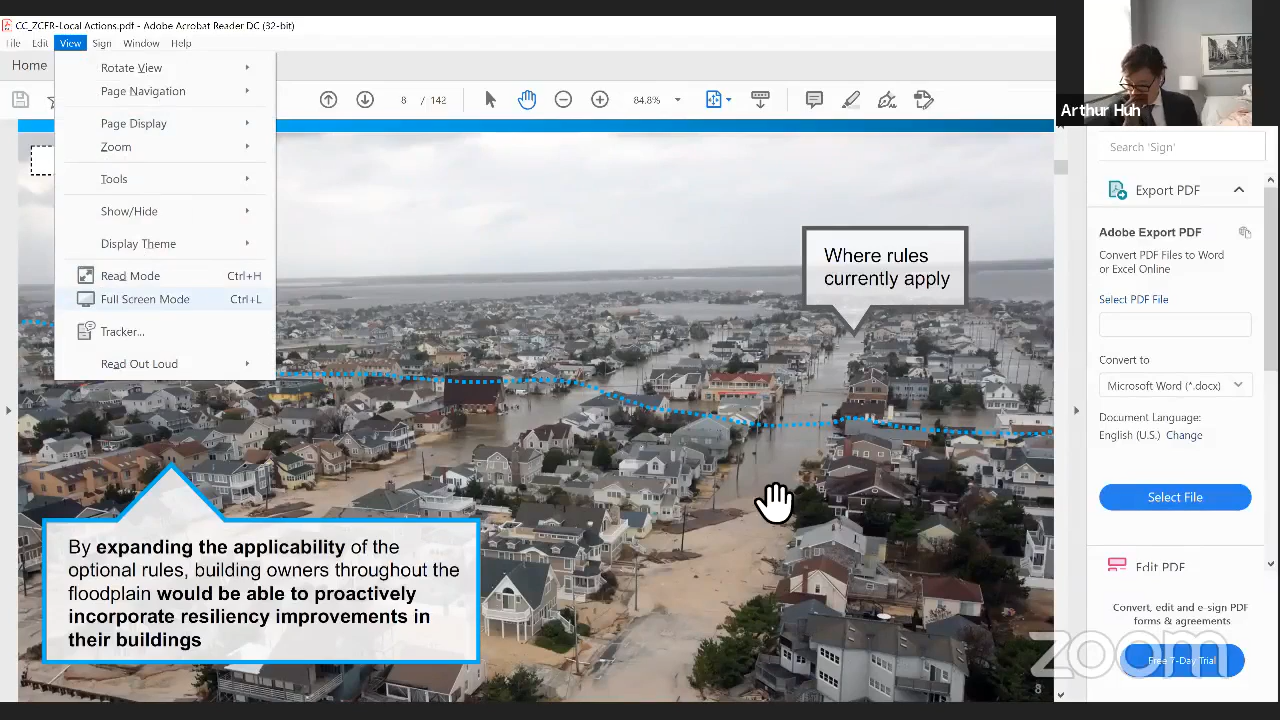 CC_ZCFR-Local Actions.pdf - Adobe Acrobat Reader DC (32-bit)
File Edit View Sign Window Help
Home
8 / 142
84.8%
Rotate View
Page Navigation
Page Display
Zoom
Tools
Show/Hide
Display Theme
Read Mode Ctrl+H
Full Screen Mode Ctrl+L
Tracker...
Read Out Loud
Where rules
currently apply
By expanding the applicability of the
optional rules, building owners throughout the
floodplain would be able to proactively
incorporate resiliency improvements in
their buildings
8
Arthur Huh
Search 'Sign'
Export PDF
Adobe Export PDF
Convert PDF Files to Word
or Excel Online
Select PDF File
Convert to
Microsoft Word (*.docx)
Document Language:
English (U.S.) Change
Select File
Edit PDF
Convert, edit and e-sign PDF
forms & agreements
Free 7-Day Trial
zoom